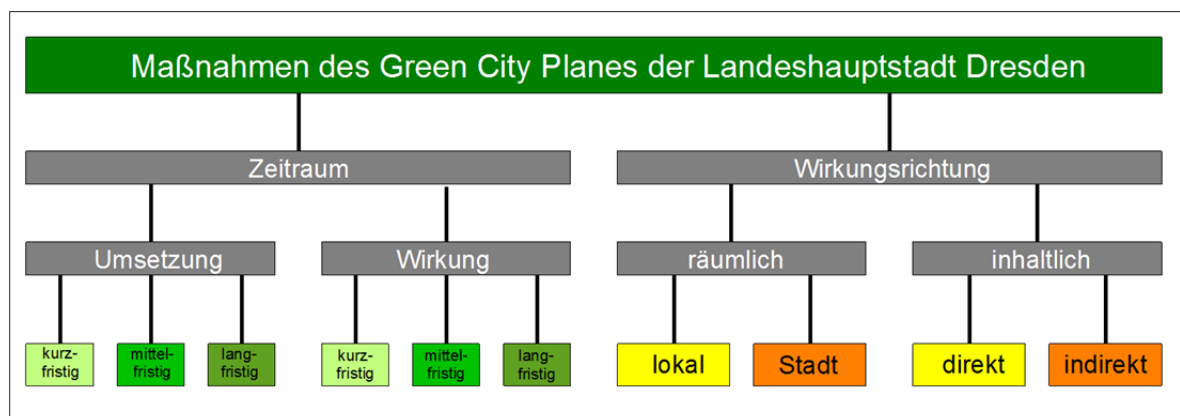 Maßnahmen des Green City Planes der Landeshauptstadt Dresden
Zeitraum
Wirkungsrichtung
Umsetzung
Wirkung
räumlich
inhaltlich
kurz-
fristig
mittel-
fristig
lang-
fristig
kurz-
fristig
mittel-
fristig
lang-
fristig
lokal
Stadt
direkt
indirekt